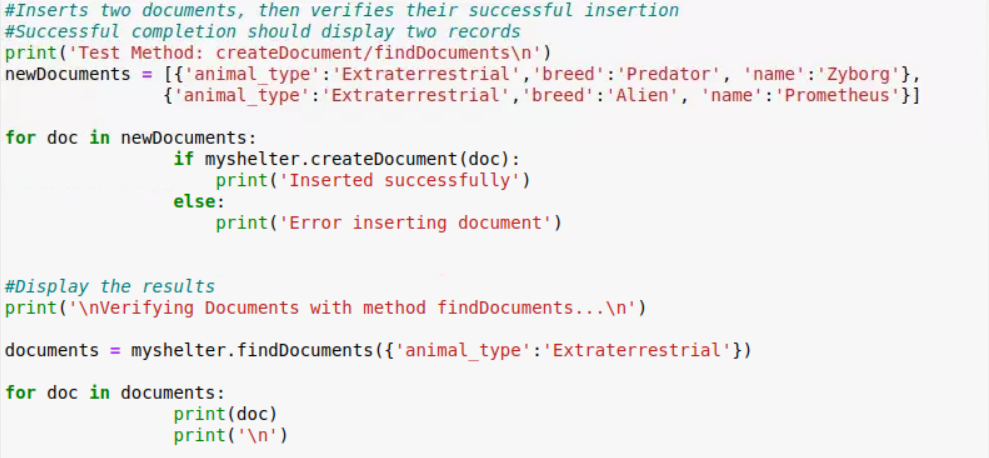 #Inserts two documents, then verifies their successful insertion
#Successful completion should display two records
print('Test Method: createDocument/findDocuments\n')
newDocuments = [{'animal_type':'Extraterrestrial','breed':'Predator', 'name':'Zyborg'},
               {'animal_type':'Extraterrestrial','breed':'Alien', 'name':'Prometheus'}]

for doc in newDocuments:
                if myshelter.createDocument(doc):
                    print('Inserted successfully')
                else:
                    print('Error inserting document')


#Display the results
print('\nVerifying Documents with method findDocuments...\n')

documents = myshelter.findDocuments({'animal_type':'Extraterrestrial'})

for doc in documents:
                print(doc)
                print('\n')